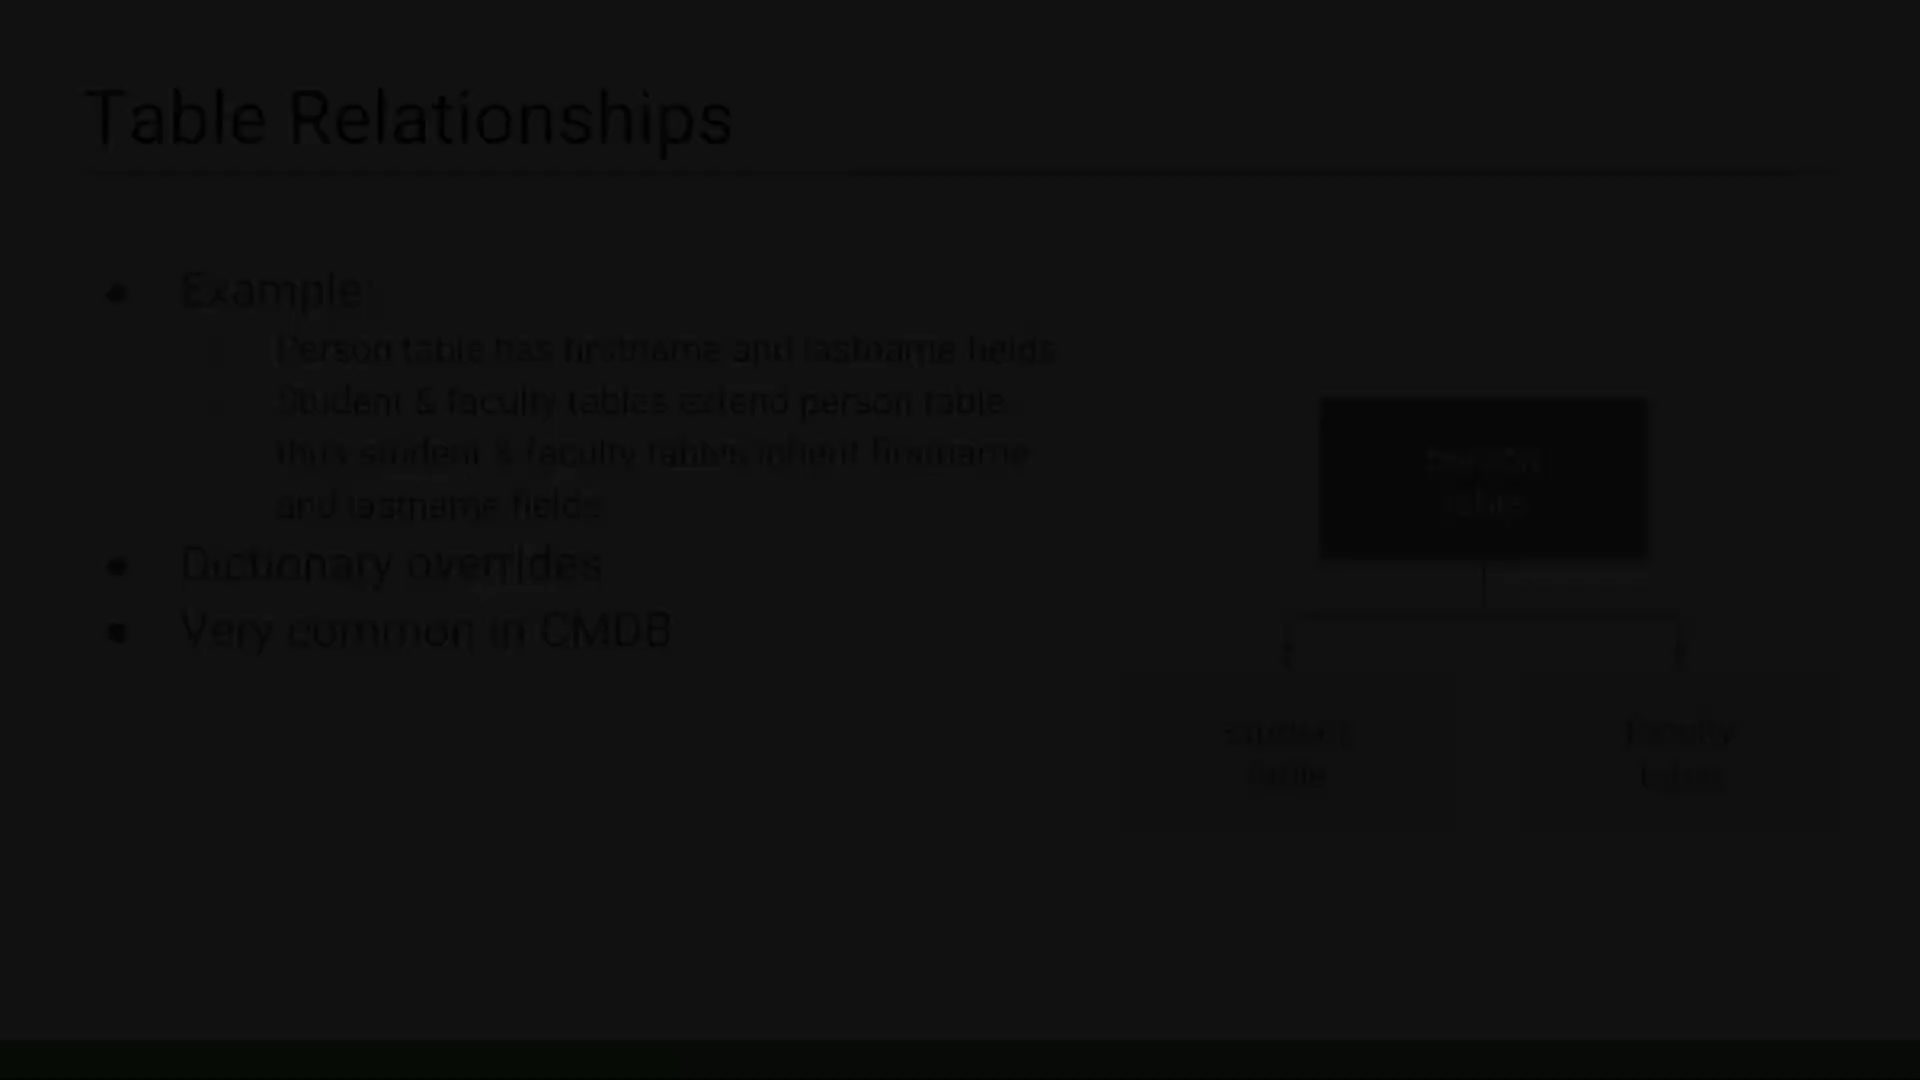 Table Relationships
Example:
Person table has firstname and lastname fields
Student & faculty tables extend person table
thus student & faculty tables inherit firstname
and lastname fields
Dictionary overrides
Very common in CMDB
table
Student
table
Faculty
table